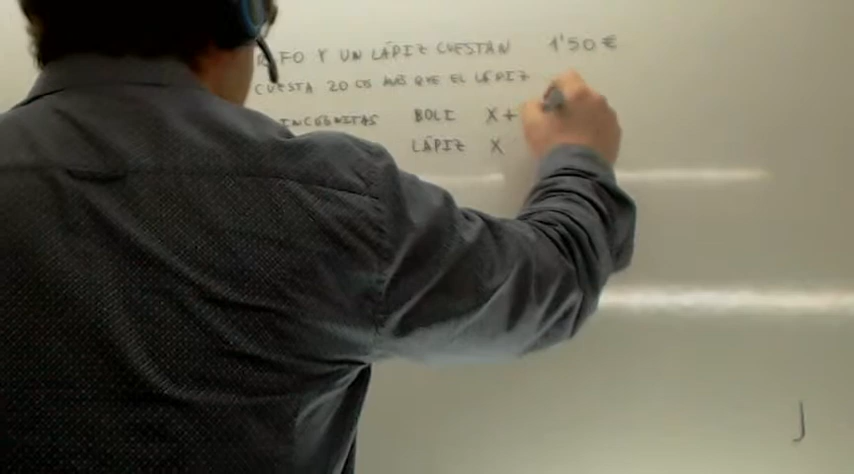 FO Y UN LÁPIZ CUESTAN 1'50 €
CUESTA 20 CTS MÁS QUE EL LÁPIZ
INCÓGNITAS BOLI X+
LÁPIZ X
J